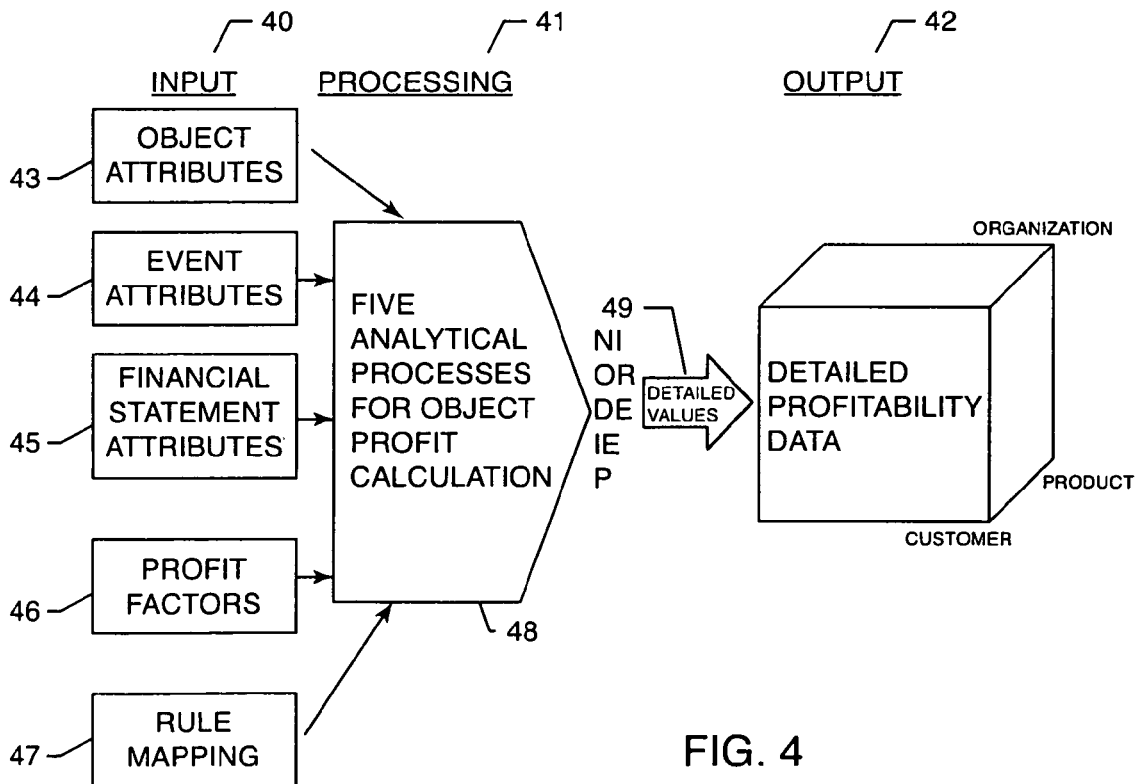 40
41
42
INPUT
PROCESSING
OUTPUT
43
OBJECT
ATTRIBUTES
44
EVENT
ATTRIBUTES
45
FINANCIAL
STATEMENT
ATTRIBUTES
46
PROFIT
FACTORS
47
RULE
MAPPING
FIVE
ANALYTICAL
PROCESSES
FOR OBJECT
PROFIT
CALCULATION
48
NI
OR
DE
IE
P
49
DETAILED
VALUES
DETAILED
PROFITABILITY
DATA
ORGANIZATION
PRODUCT
CUSTOMER
FIG. 4